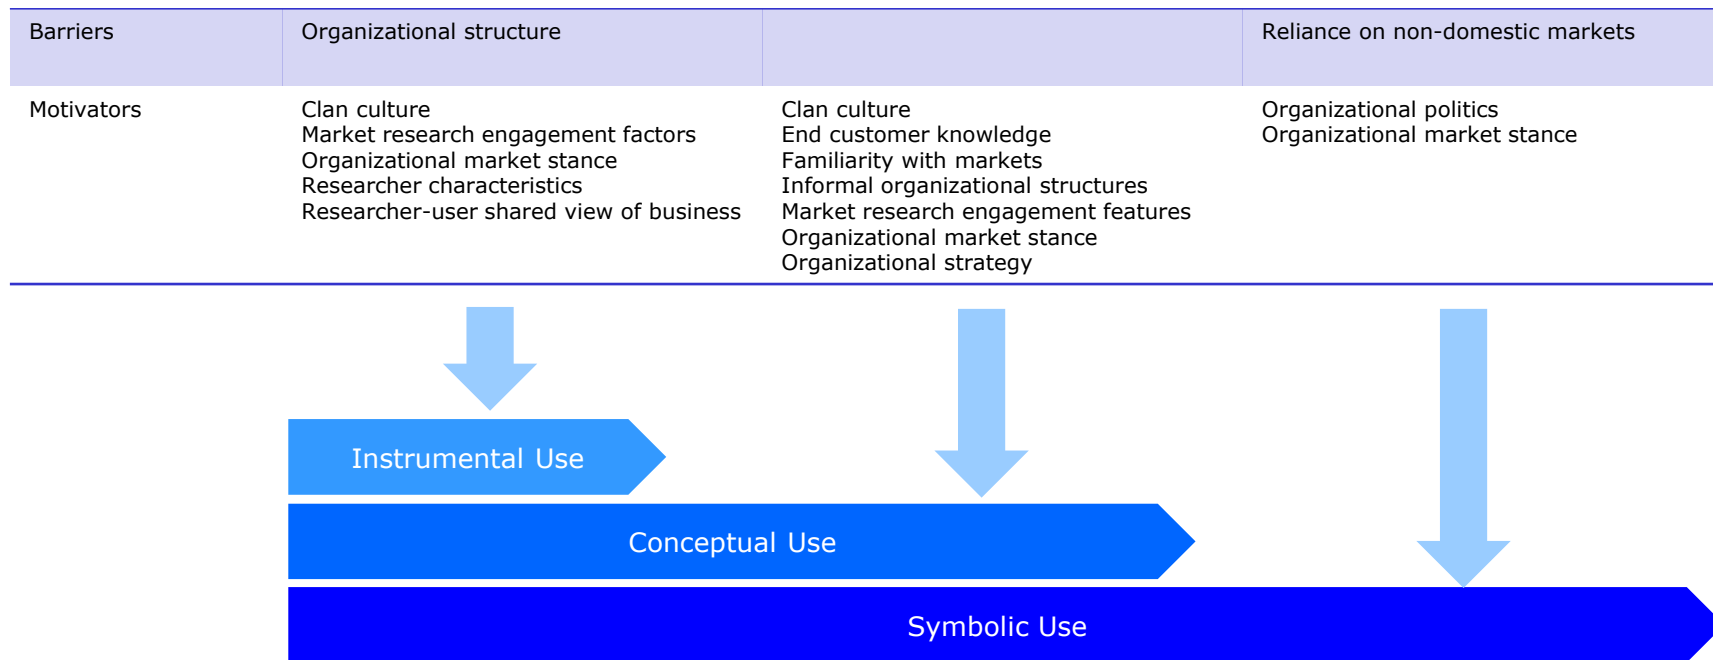 Barriers
Organizational structure
Reliance on non-domestic markets
Motivators
Clan culture
Market research engagement factors
Organizational market stance
Researcher characteristics
Researcher-user shared view of business
Clan culture
End customer knowledge
Familiarity with markets
Informal organizational structures
Market research engagement features
Organizational market stance
Organizational strategy
Organizational politics
Organizational market stance
Instrumental Use
Conceptual Use
Symbolic Use